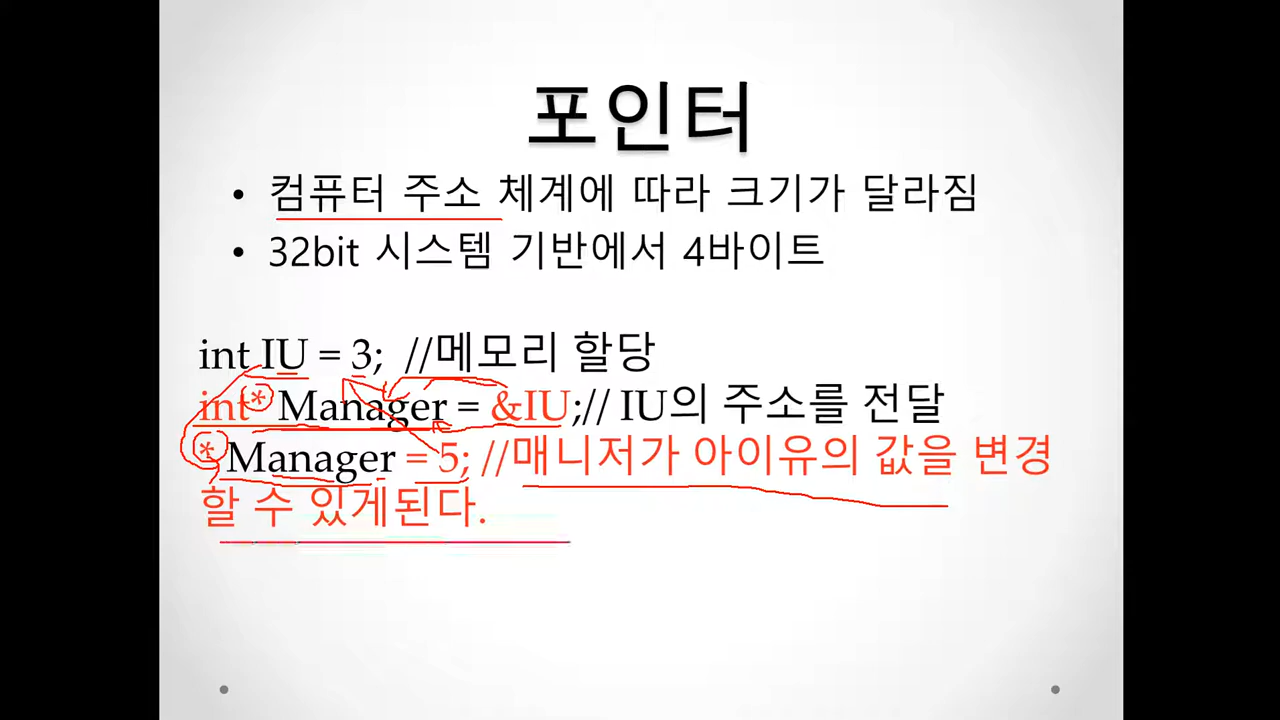 포인터
• 컴퓨터 주소 체계에 따라 크기가 달라짐
• 32bit 시스템 기반에서 4바이트
int IU = 3; //메모리 할당
int* Manager = &IU;// IU의 주소를 전달
*Manager = 5; //매니저가 아이유의 값을 변경
할 수 있게된다.